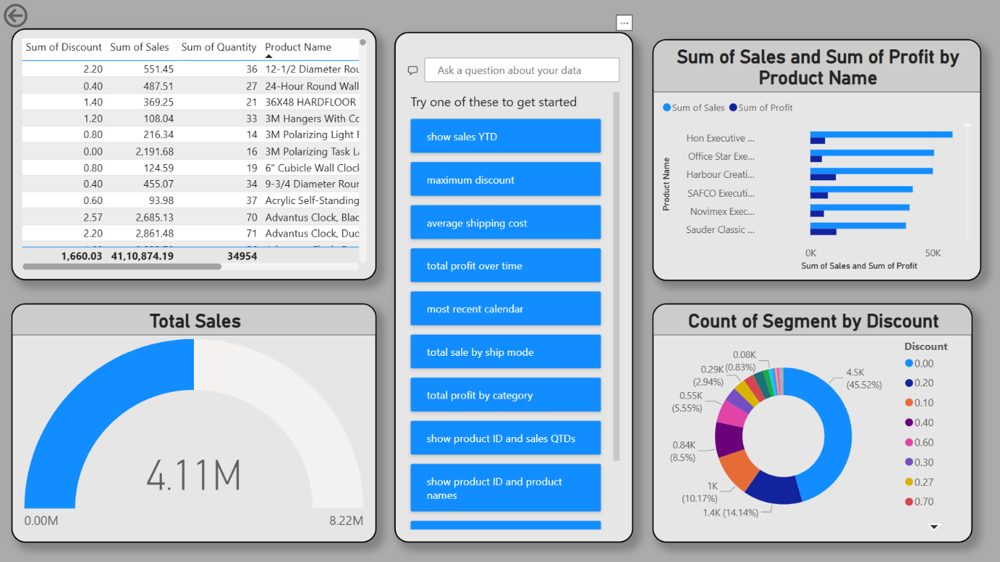 Sum of Discount Sum of Sales Sum of Quantity Product Name
2.20 551.45 36 12-1/2 Diameter Rou
0.40 487.51 27 24-Hour Round Wall
1.40 369.25 21 36X48 HARDFLOOR
1.20 108.04 33 3M Hangers With Co
0.80 216.34 14 3M Polarizing Light F
0.00 2,191.68 16 3M Polarizing Task La
0.80 124.59 19 6" Cubicle Wall Clock
0.40 455.07 34 9-3/4 Diameter Roun
0.60 93.98 37 Acrylic Self-Standing
2.57 2,685.13 70 Advantus Clock, Blac
2.20 2,861.48 71 Advantus Clock, Duo
1,660.03 41,10,874.19 34954
Total Sales
4.11M
0.00M 8.22M
Ask a question about your data
Try one of these to get started
show sales YTD
maximum discount
average shipping cost
total profit over time
most recent calendar
total sale by ship mode
total profit by category
show product ID and sales QTDs
show product ID and product
names
Sum of Sales and Sum of Profit by
Product Name
Sum of Sales Sum of Profit
Product Name
Hon Executive ...
Office Star Exe...
Harbour Creati...
SAFCO Executi...
Novimex Exec...
Sauder Classic ...
0K 50K
Sum of Sales and Sum of Profit
Count of Segment by Discount
4.5K
(45.52%)
1.4K (14.14%)
1K
(10.17%)
0.84K
(8.5%)
0.55K
(5.55%)
0.29K
(2.94%)
0.08K
(0.83%)
Discount
0.00
0.20
0.10
0.40
0.60
0.30
0.27
0.70